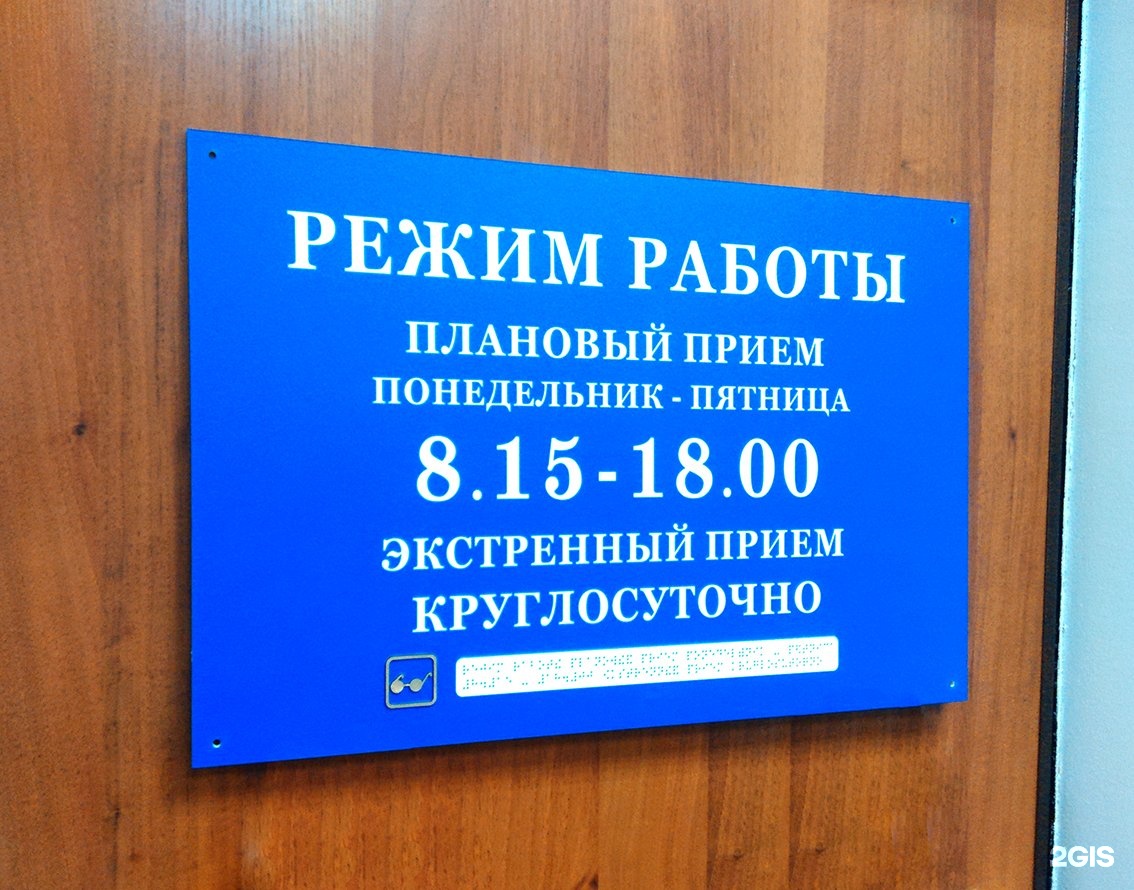 РЕЖИМ РАБОТЫ
ПЛАНОВЫЙ ПРИЕМ
ПОНЕДЕЛЬНИК - ПЯТНИЦА
8.15-18.00
ЭКСТРЕННЫЙ ПРИЕМ
КРУГЛОСУТОЧНО
2GIS